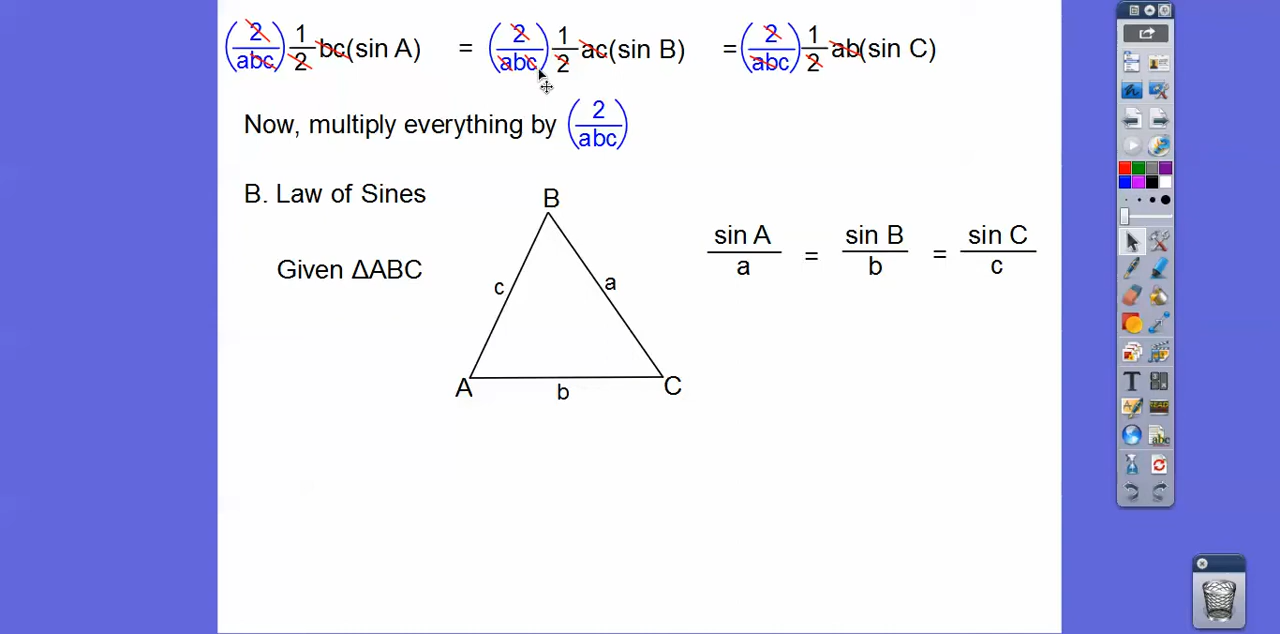 (2/abc) 1/2 bc(sin A) = (2/abc) 1/2 ac(sin B) = (2/abc) 1/2 ab(sin C)
Now, multiply everything by (2/abc)
B. Law of Sines
B
sin A/a = sin B/b = sin C/c
Given ΔABC
c
a
A
C
b
T
abc